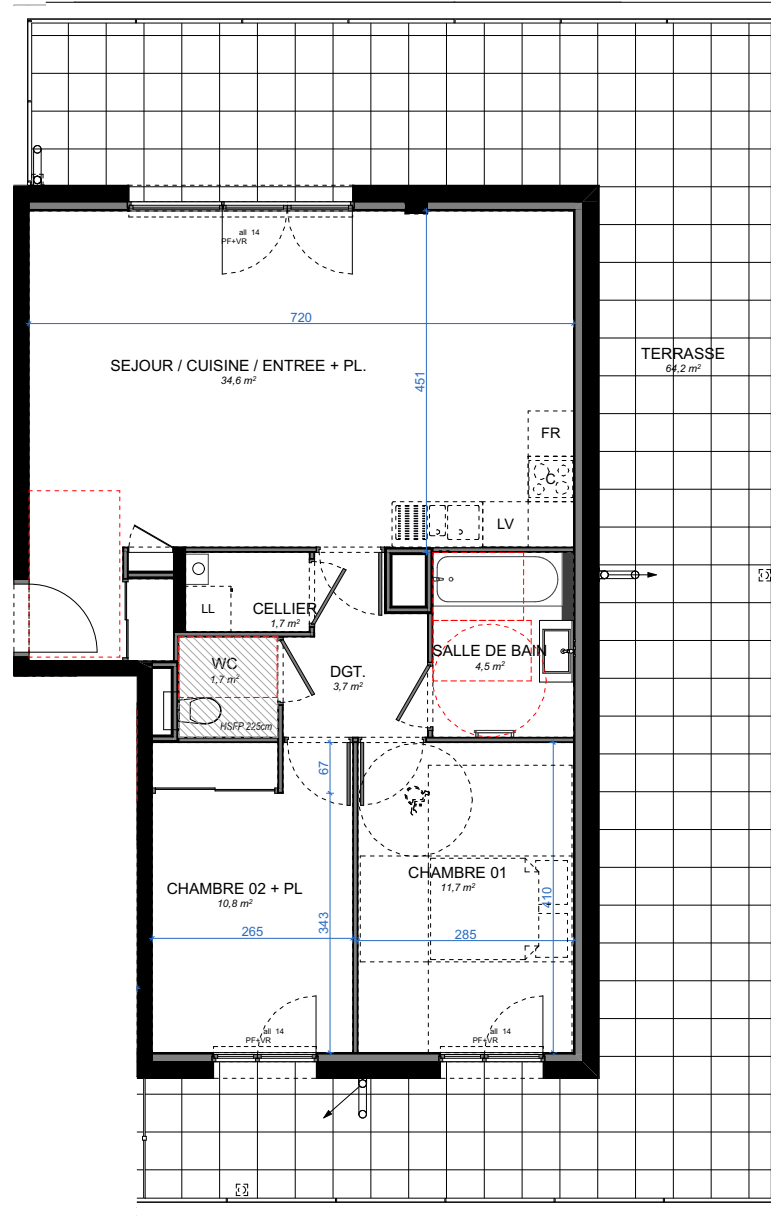 all 14
PF+VR
720
SEJOUR / CUISINE / ENTREE + PL.
34,6 m²
451
TERRASSE
64,2 m²
FR
C
LV
LL
CELLIER
1,7 m²
WC
1,7 m²
HSFP 225cm
DGT.
3,7 m²
SALLE DE BAIN
4,5 m²
67
CHAMBRE 02 + PL
10,8 m²
CHAMBRE 01
11,7 m²
410
343
265
285
all 14
PF+VR
all 14
PF+VR